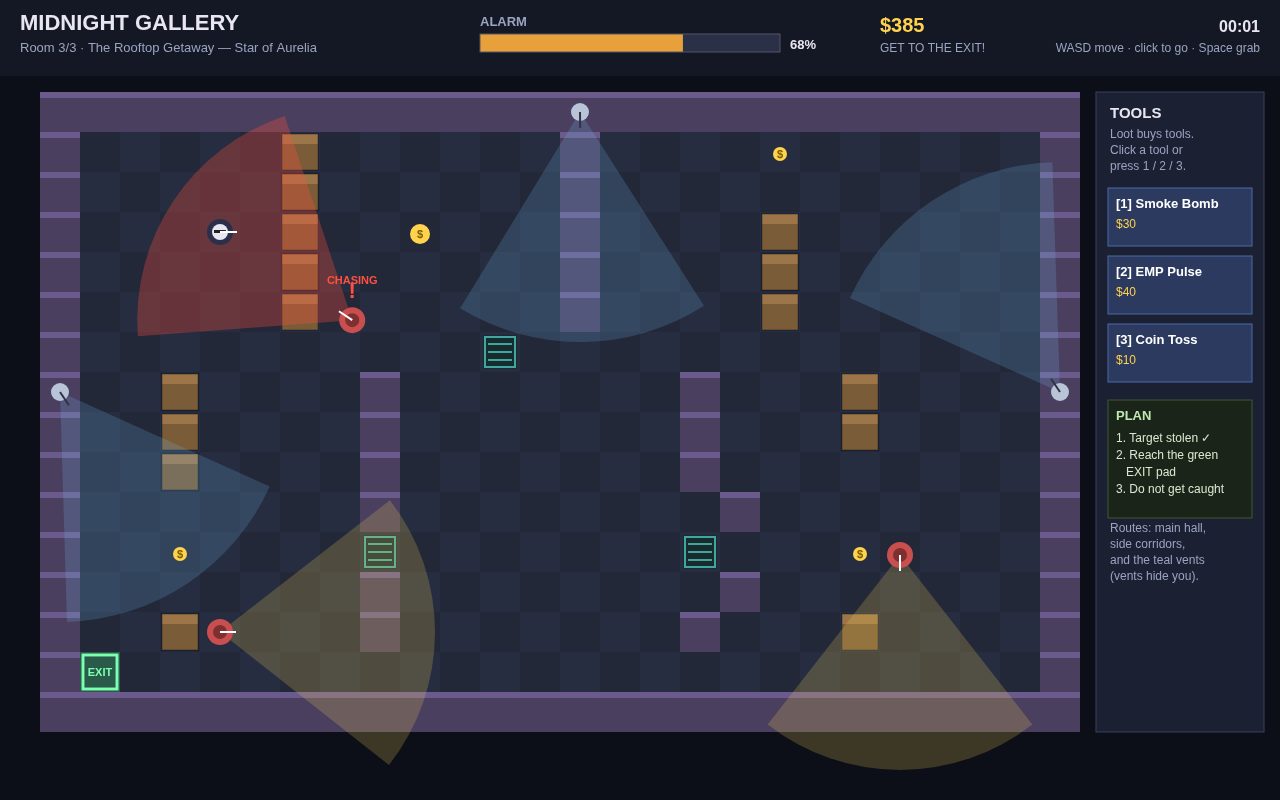 MIDNIGHT GALLERY
Room 3/3 · The Rooftop Getaway — Star of Aurelia
ALARM
68%
$385
GET TO THE EXIT!
00:01
WASD move · click to go · Space grab
$
$
CHASING
!
$
$
EXIT
TOOLS
Loot buys tools.
Click a tool or
press 1 / 2 / 3.
[1] Smoke Bomb
$30
[2] EMP Pulse
$40
[3] Coin Toss
$10
PLAN
1. Target stolen ✓
2. Reach the green
EXIT pad
3. Do not get caught
Routes: main hall,
side corridors,
and the teal vents
(vents hide you).